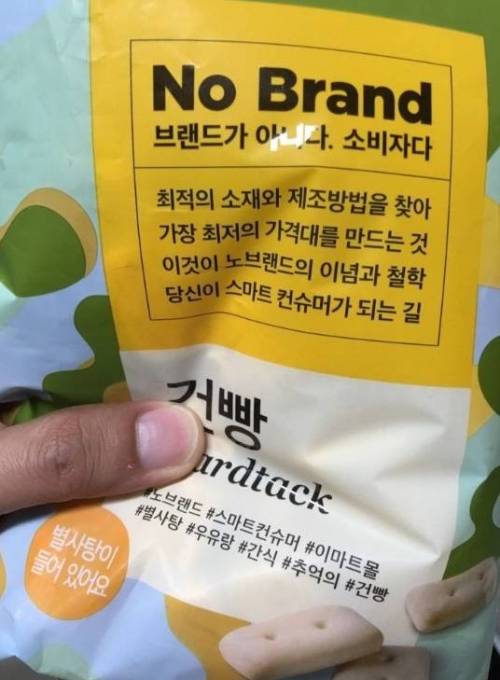 No Brand
브랜드가 아니다. 소비자다
최적의 소재와 제조방법을 찾아
가장 최저의 가격대를 만드는 것
이것이 노브랜드의 이념과 철학
당신이 스마트 컨슈머가 되는 길
건빵
ardtack
#노브랜드 #스마트컨슈머 #이마트몰
#별사탕 #우유랑 #간식 #추억의 #건빵
별사탕이
들어 있어요